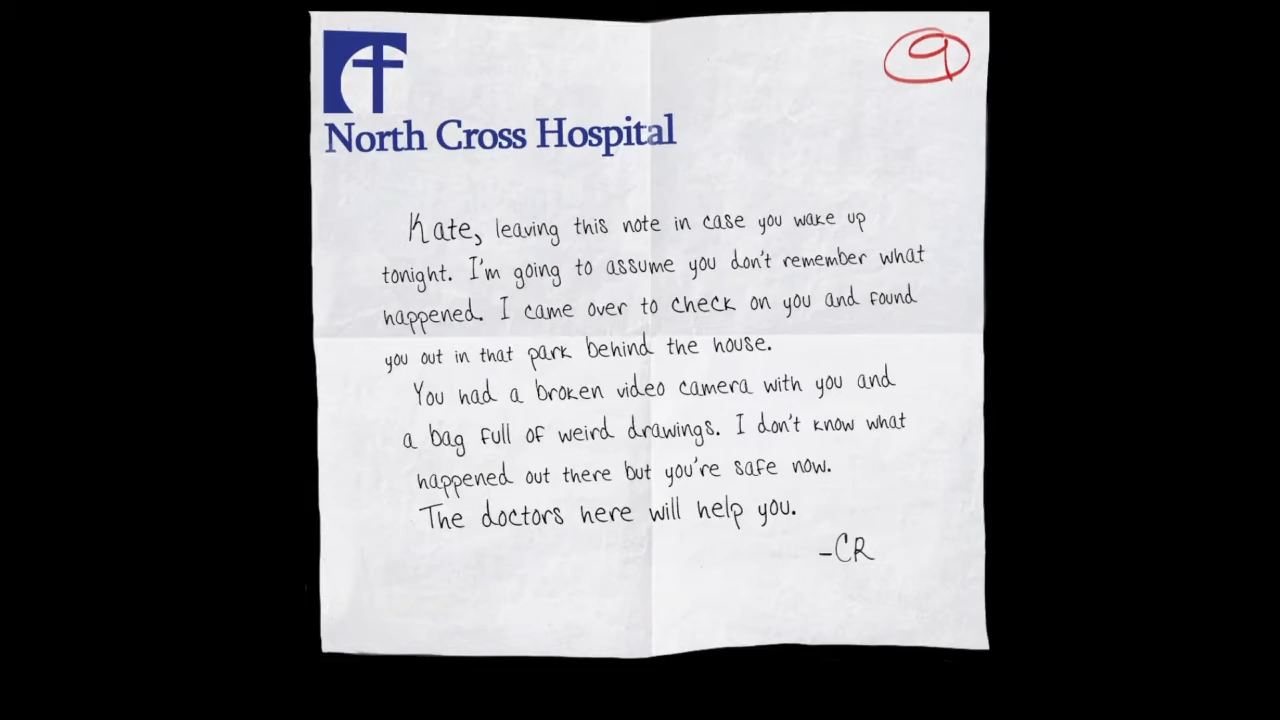 9
North Cross Hospital
Kate, leaving this note in case you wake up
tonight. I'm going to assume you don't remember what
happened. I came over to check on you and found
you out in that park behind the house.
You had a broken video camera with you and
a bag full of weird drawings. I don't know what
happened out there but you're safe now.
The doctors here will help you.
-CR